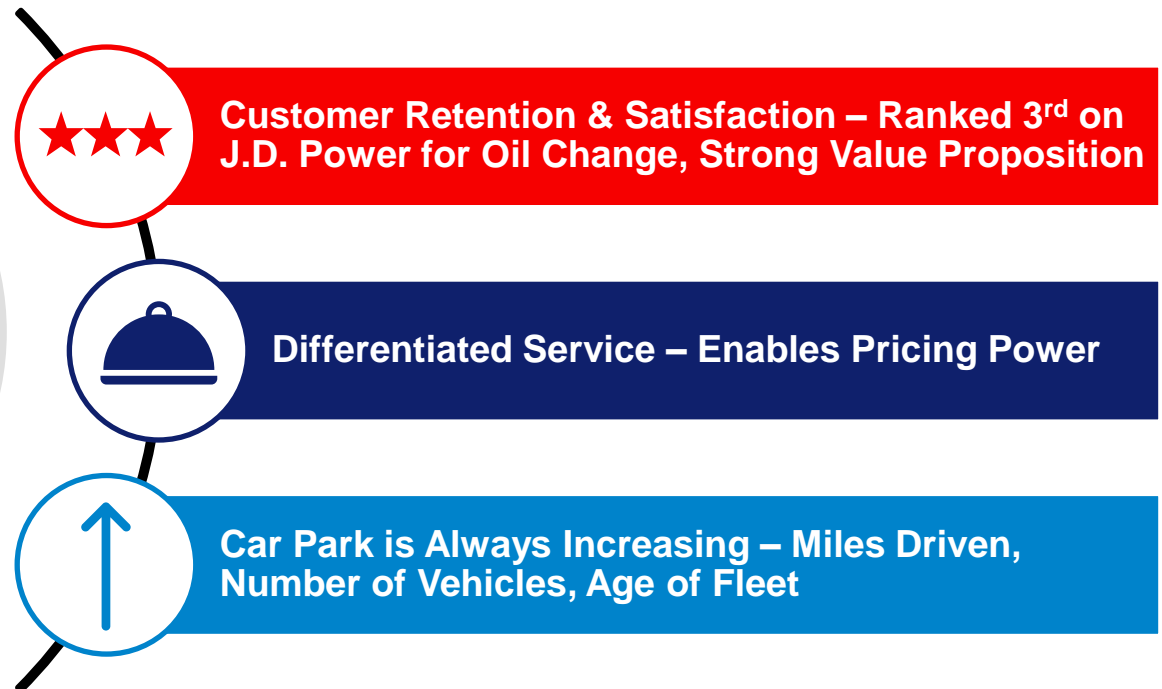 Customer Retention & Satisfaction – Ranked 3rd on
J.D. Power for Oil Change, Strong Value Proposition
Differentiated Service – Enables Pricing Power
Car Park is Always Increasing – Miles Driven,
Number of Vehicles, Age of Fleet